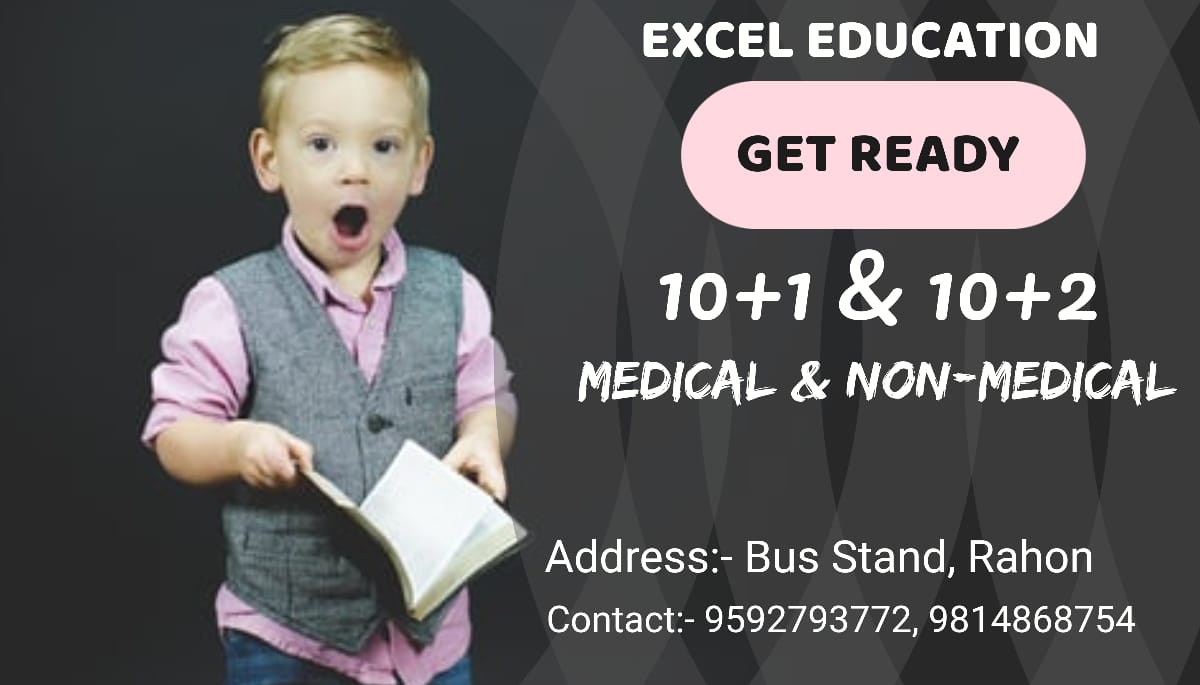 EXCEL EDUCATION
GET READY
10+1 & 10+2
MEDICAL & NON-MEDICAL
Address:- Bus Stand, Rahon
Contact:- 9592793772, 9814868754